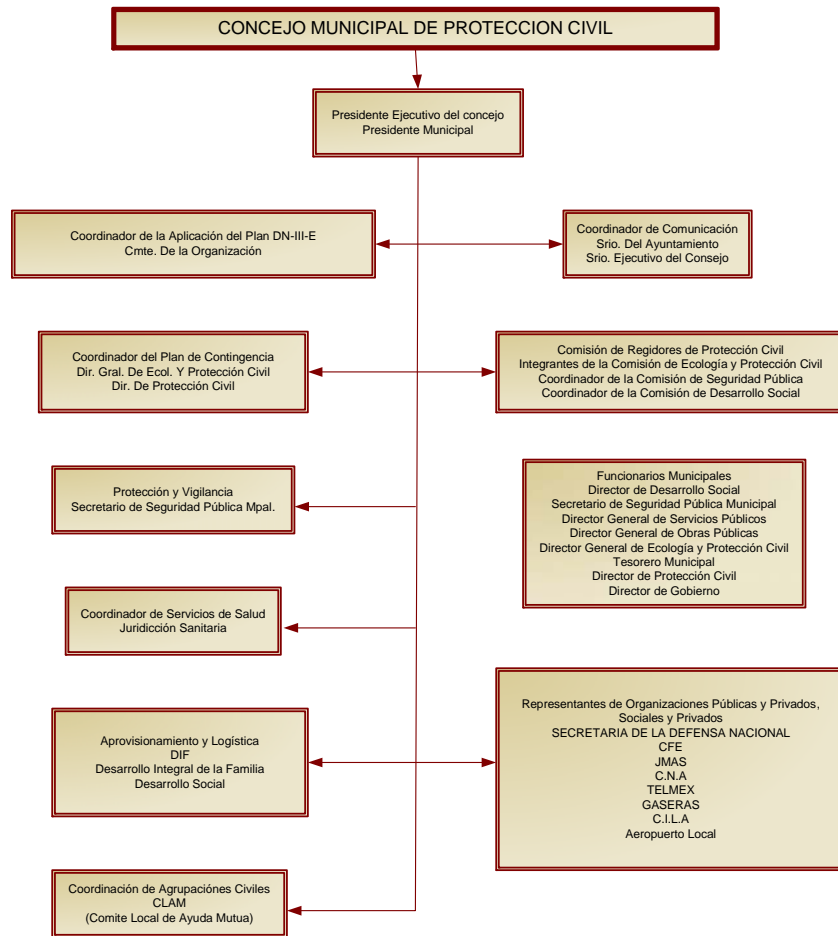 CONCEJO MUNICIPAL DE PROTECCION CIVIL
Presidente Ejecutivo del concejo
Presidente Municipal
Coordinador de la Aplicación del Plan DN-III-E
Cmte. De la Organización
Coordinador de Comunicación
Srio. Del Ayuntamiento
Srio. Ejecutivo del Consejo
Coordinador del Plan de Contingencia
Dir. Gral. De Ecol. Y Protección Civil
Dir. De Protección Civil
Comisión de Regidores de Protección Civil
Integrantes de la Comisión de Ecología y Protección Civil
Coordinador de la Comisión de Seguridad Pública
Coordinador de la Comisión de Desarrollo Social
Protección y Vigilancia
Secretario de Seguridad Pública Mpal.
Funcionarios Municipales
Director de Desarrollo Social
Secretario de Seguridad Pública Municipal
Director General de Servicios Públicos
Director General de Obras Públicas
Director General de Ecología y Protección Civil
Tesorero Municipal
Director de Protección Civil
Director de Gobierno
Coordinador de Servicios de Salud
Juridicción Sanitaria
Aprovisionamiento y Logística
DIF
Desarrollo Integral de la Familia
Desarrollo Social
Representantes de Organizaciones Públicas y Privados,
Sociales y Privados
SECRETARIA DE LA DEFENSA NACIONAL
CFE
JMAS
C.N.A
TELMEX
GASERAS
C.I.L.A
Aeropuerto Local
Coordinación de Agrupaciónes Civiles
CLAM
(Comite Local de Ayuda Mutua)